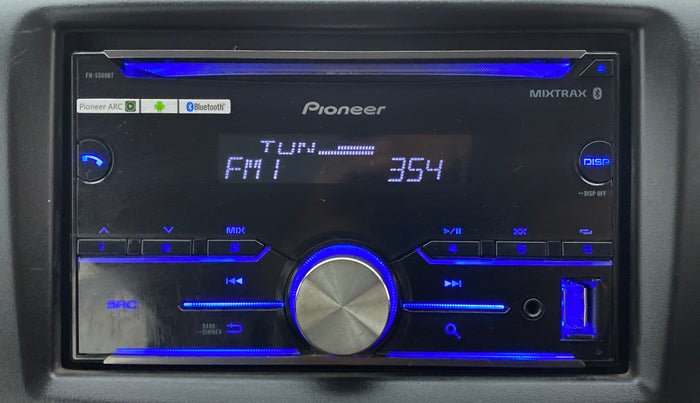 FH-S509BT
Pioneer ARC
Bluetooth®
Pioneer
MIXTRAX
TUN
FM1 354
DISP
DISP OFF
MIX
1 2 3 4 5 6
SRC
BAND/
DIMMER